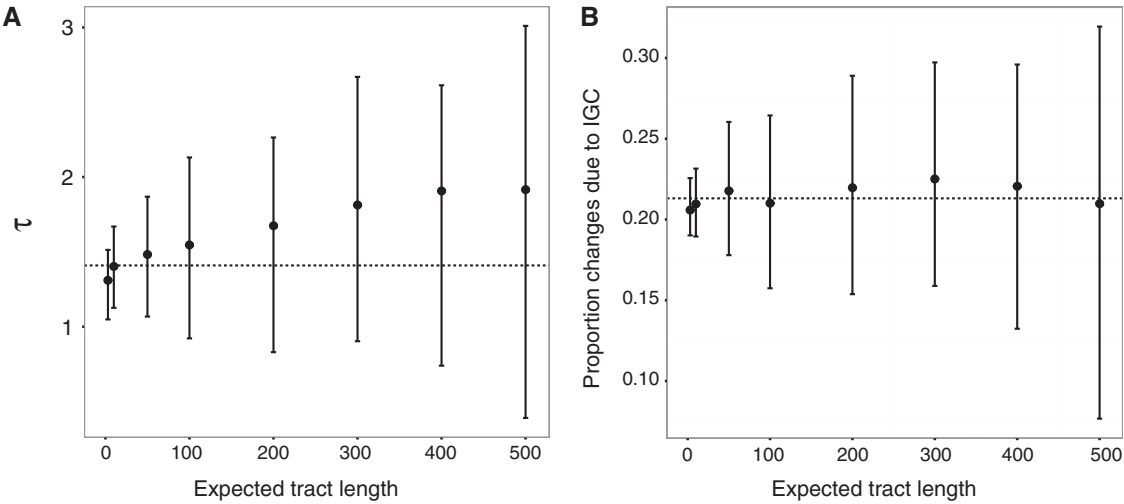 A
3
2
1
τ
0 100 200 300 400 500
Expected tract length
B
0.30
0.25
0.20
0.15
0.10
Proportion changes due to IGC
0 100 200 300 400 500
Expected tract length